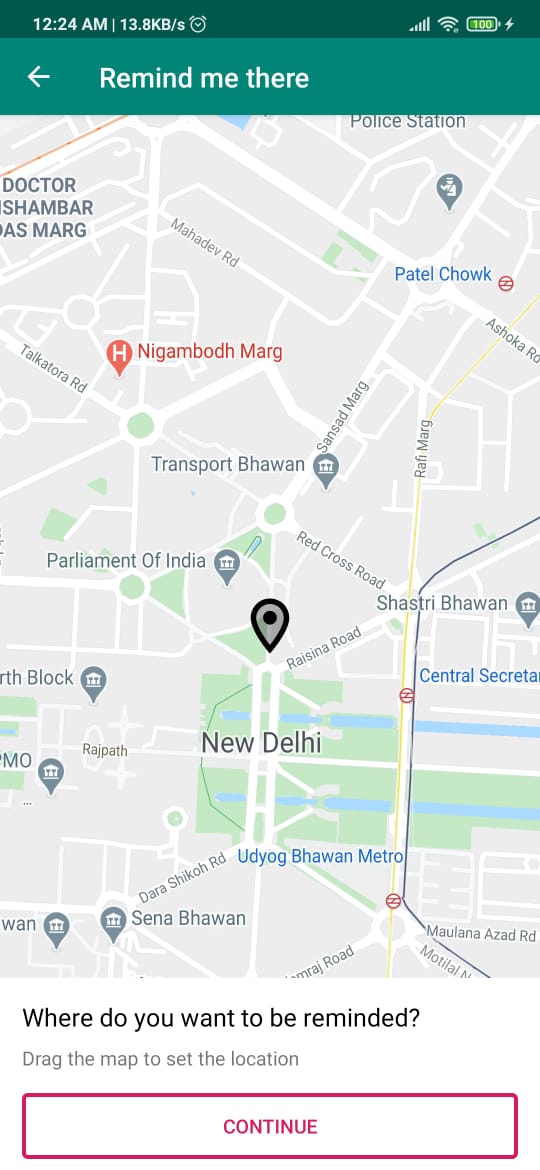 12:24 AM | 13.8KB/s
100
Remind me there
Police Station
DOCTOR
ISHAMBAR
DAS MARG
Mahadev Rd
Patel Chowk
Ashoka Rd
Talkatora Rd
H Nigambodh Marg
Sansad Marg
Rafi Marg
Transport Bhawan
Red Cross Road
Parliament Of India
Shastri Bhawan
Raisina Road
rth Block
Central Secreta
New Delhi
Rajpath
PMO
...
Udyog Bhawan Metro
Dara Shikoh Rd
wan
Sena Bhawan
Maulana Azad Rd
Motilal N
mraj Road
Where do you want to be reminded?
Drag the map to set the location
CONTINUE